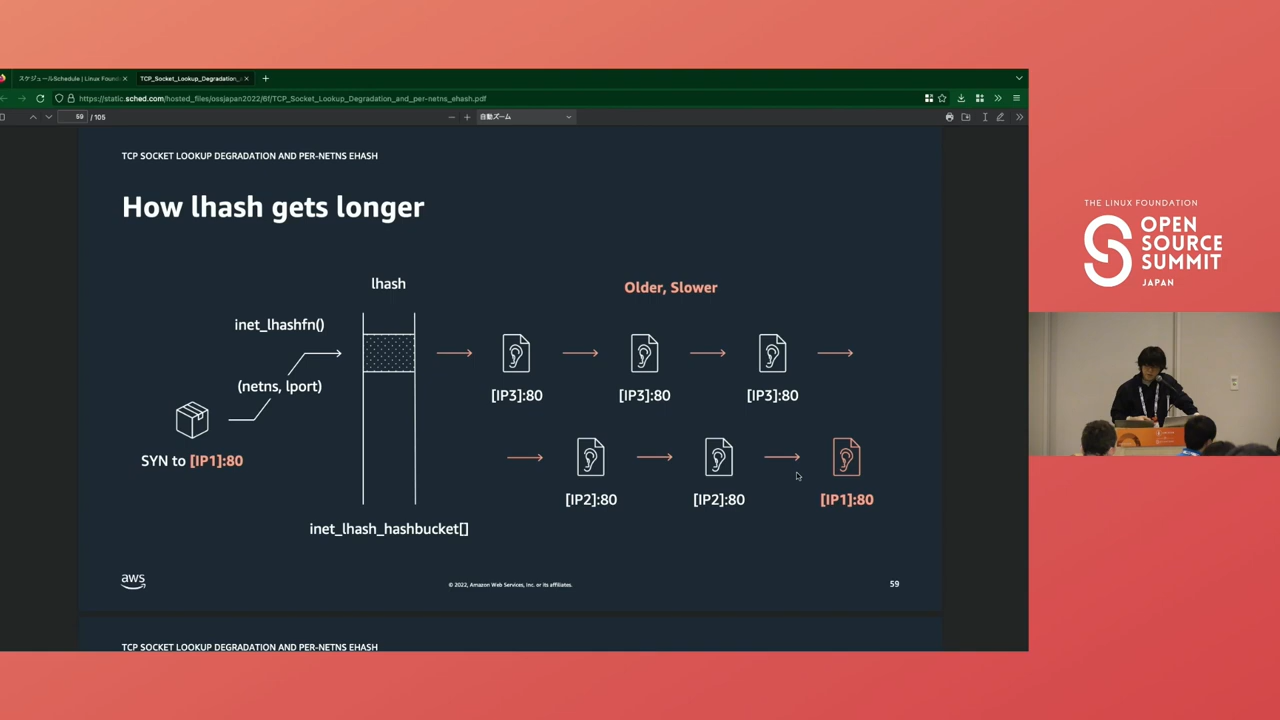 スケジュールSchedule | Linux Found
TCP_Socket_Lookup_Degradation_
https://static.sched.com/hosted_files/ossjapan2022/6f/TCP_Socket_Lookup_Degradation_and_per-netns_ehash.pdf
59 / 105
自動ズーム
TCP SOCKET LOOKUP DEGRADATION AND PER-NETNS EHASH
How lhash gets longer
lhash
Older, Slower
inet_lhashfn()
(netns, lport)
[IP3]:80
[IP3]:80
[IP3]:80
SYN to [IP1]:80
[IP2]:80
[IP2]:80
[IP1]:80
inet_lhash_hashbucket[]
aws
© 2022, Amazon Web Services, Inc. or its affiliates.
59
TCP SOCKET LOOKUP DEGRADATION AND PER-NETNS EHASH
THE LINUX FOUNDATION
OPEN
SOURCE
SUMMIT
JAPAN